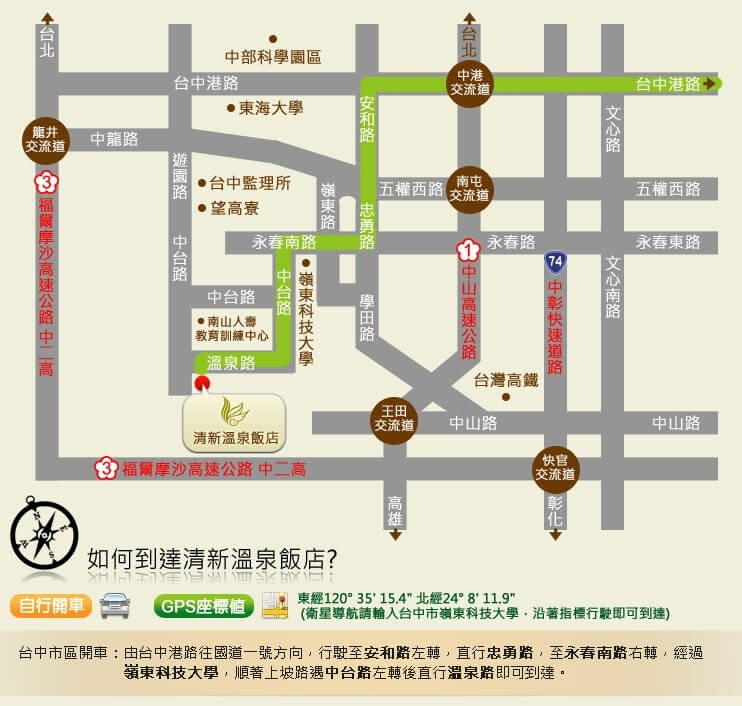 台北
台北
中部科學園區
台中港路
中港
交流道
台中港路
東海大學
安和路
文心路
龍井
交流道
中龍路
遊園路
台中監理所
望高寮
嶺東路
五權西路
南屯
交流道
五權西路
3
福爾摩沙高速公路 中二高
忠勇路
永春南路
1
永春路
永春東路
中台路
中台路
嶺東科技大學
中山高速公路
74
中彰快速道路
文心南路
中台路
學田路
南山人壽
教育訓練中心
溫泉路
台灣高鐵
清新溫泉飯店
王田
交流道
中山路
中山路
3 福爾摩沙高速公路 中二高
快官
交流道
高雄
彰化
N
E
S
W
如何到達清新溫泉飯店?
自行開車
GPS座標值
東經120° 35' 15.4" 北經24° 8' 11.9"
(衛星導航請輸入台中市嶺東科技大學，沿著指標行駛即可到達)
台中市區開車：由台中港路往國道一號方向，行駛至安和路左轉，直行忠勇路，至永春南路右轉，經過
嶺東科技大學，順著上坡路遇中台路左轉後直行溫泉路即可到達。